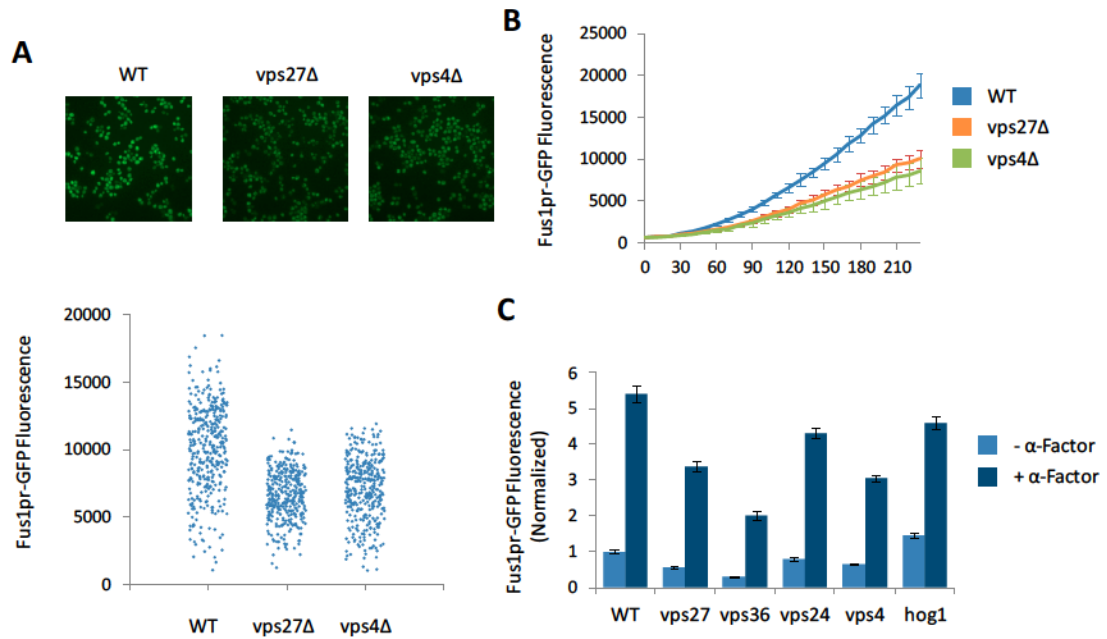 A
WT vps27Δ vps4Δ
Fus1pr-GFP Fluorescence
20000
15000
10000
5000
0
WT vps27Δ vps4Δ
B
Fus1pr-GFP Fluorescence
25000
20000
15000
10000
5000
0
0 30 60 90 120 150 180 210
WT
vps27Δ
vps4Δ
C
Fus1pr-GFP Fluorescence
(Normalized)
6
5
4
3
2
1
0
WT vps27 vps36 vps24 vps4 hog1
- α-Factor
+ α-Factor